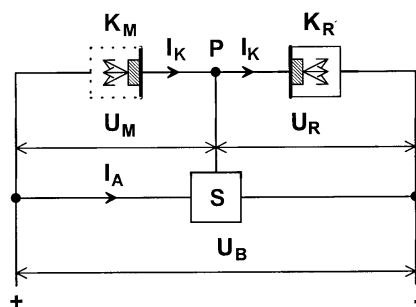 K_M K_R
I_K P I_K
U_M U_R
I_A S
U_B
+ -